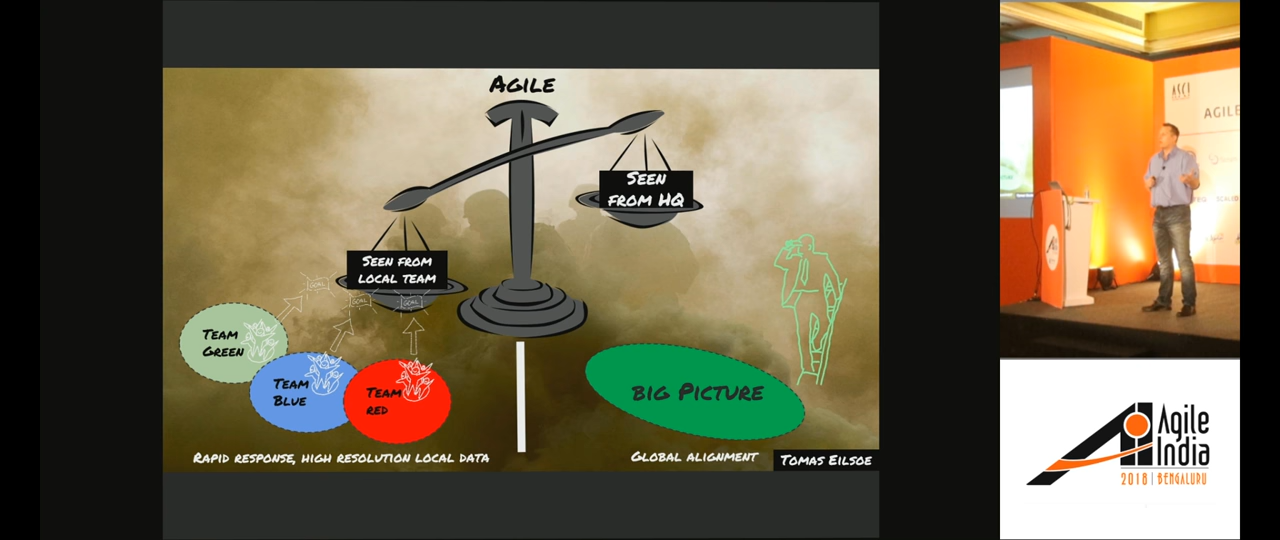 AGILE
SEEN
FROM HQ
SEEN FROM
LOCAL TEAM
GOAL
GOAL
GOAL
TEAM
GREEN
TEAM
BLUE
TEAM
RED
BIG PICTURE
RAPID RESPONSE, HIGH RESOLUTION LOCAL DATA
GLOBAL ALIGNMENT
TOMAS EILSOE
ASCI
AGILE
Agile
India
2018 | BENGALURU